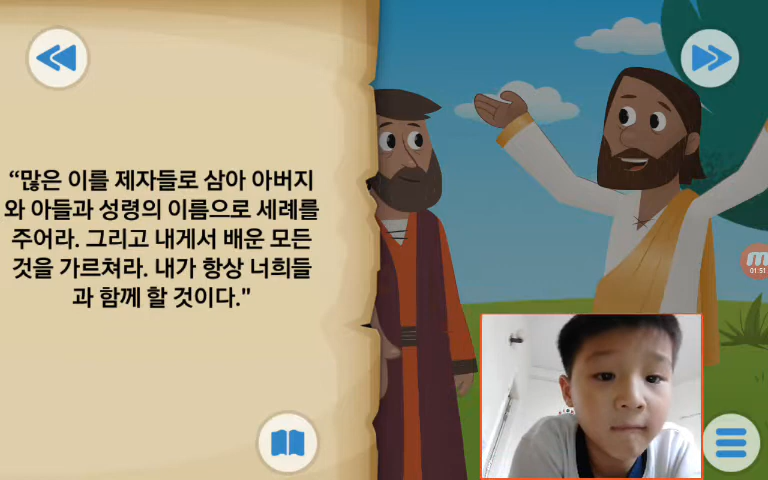 “많은 이를 제자들로 삼아 아버지
와 아들과 성령의 이름으로 세례를
주어라. 그리고 내게서 배운 모든
것을 가르쳐라. 내가 항상 너희들
과 함께 할 것이다."
m
01:51